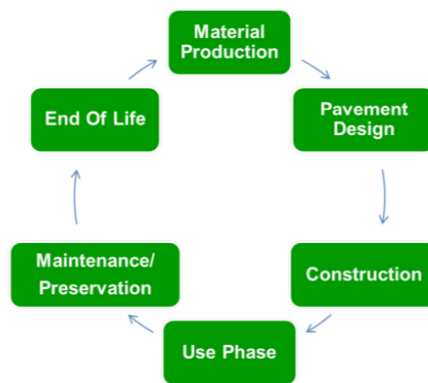 Material
Production
Pavement
Design
Construction
Use Phase
Maintenance/
Preservation
End Of Life